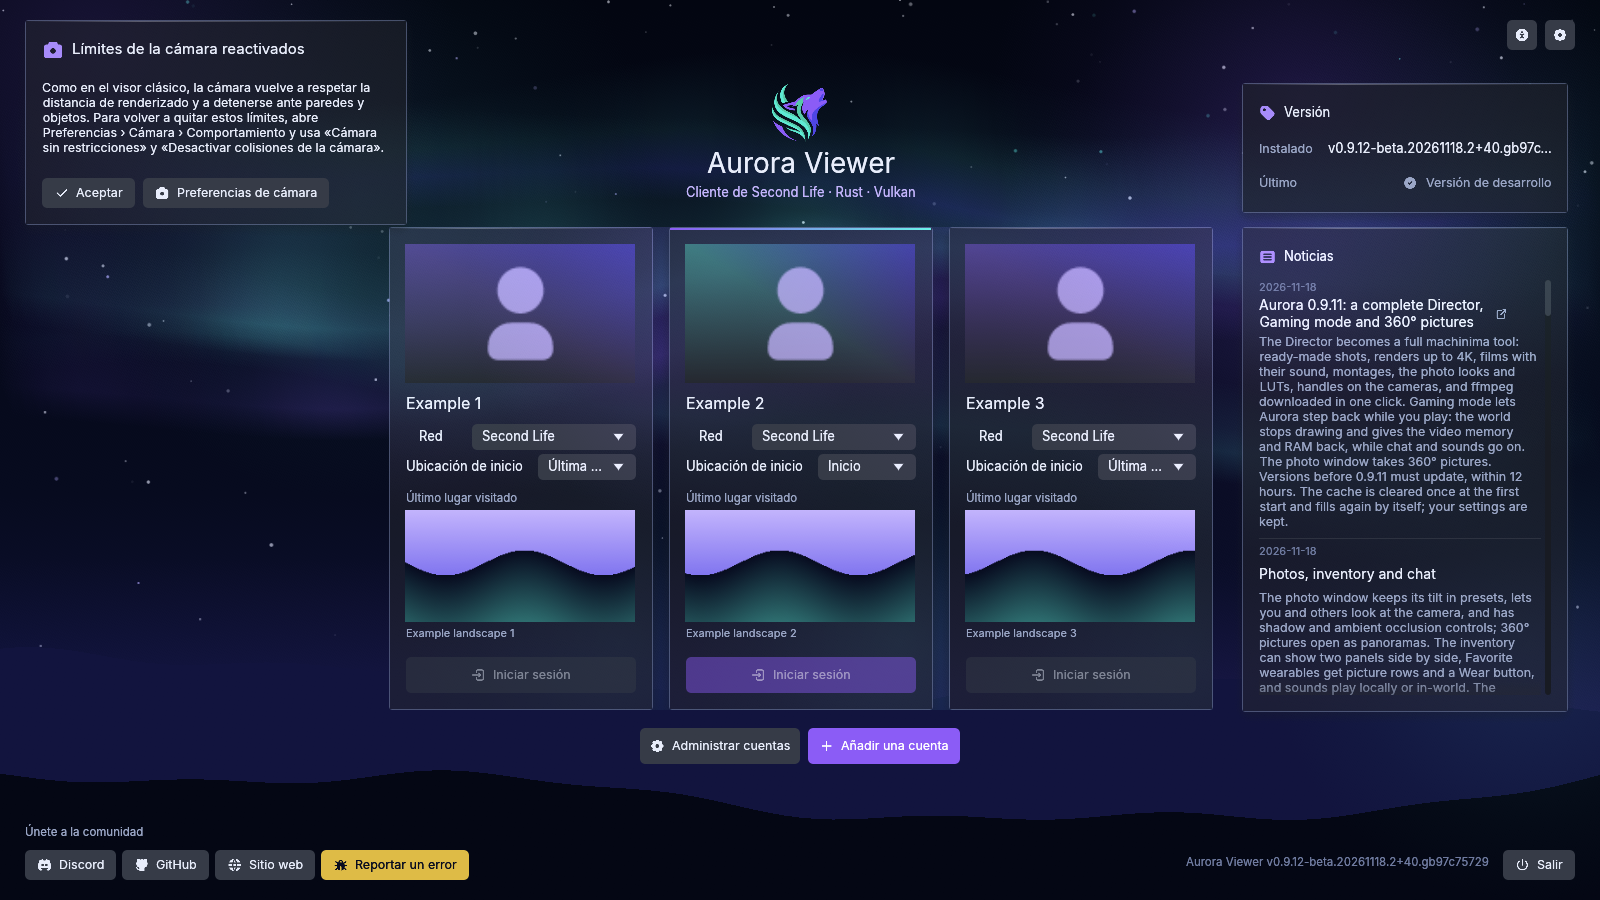 Límites de la cámara reactivados
Como en el visor clásico, la cámara vuelve a respetar la
distancia de renderizado y a detenerse ante paredes y
objetos. Para volver a quitar estos límites, abre
Preferencias › Cámara › Comportamiento y usa «Cámara
sin restricciones» y «Desactivar colisiones de la cámara».
Aceptar
Preferencias de cámara
Aurora Viewer
Cliente de Second Life · Rust · Vulkan
Example 1
Red
Second Life
Ubicación de inicio
Última ...
Último lugar visitado
Example landscape 1
Iniciar sesión
Example 2
Red
Second Life
Ubicación de inicio
Inicio
Último lugar visitado
Example landscape 2
Iniciar sesión
Example 3
Red
Second Life
Ubicación de inicio
Última ...
Último lugar visitado
Example landscape 3
Iniciar sesión
Administrar cuentas
Añadir una cuenta
Versión
Instalado
v0.9.12-beta.20261118.2+40.gb97c...
Último
Versión de desarrollo
Noticias
2026-11-18
Aurora 0.9.11: a complete Director,
Gaming mode and 360° pictures
The Director becomes a full machinima tool:
ready-made shots, renders up to 4K, films with
their sound, montages, the photo looks and
LUTs, handles on the cameras, and ffmpeg
downloaded in one click. Gaming mode lets
Aurora step back while you play: the world
stops drawing and gives the video memory
and RAM back, while chat and sounds go on.
The photo window takes 360° pictures.
Versions before 0.9.11 must update, within 12
hours. The cache is cleared once at the first
start and fills again by itself; your settings are
kept.
2026-11-18
Photos, inventory and chat
The photo window keeps its tilt in presets, lets
you and others look at the camera, and has
shadow and ambient occlusion controls; 360°
pictures open as panoramas. The inventory
can show two panels side by side, Favorite
wearables get picture rows and a Wear button,
and sounds play locally or in-world. The
Únete a la comunidad
Discord
GitHub
Sitio web
Reportar un error
Aurora Viewer v0.9.12-beta.20261118.2+40.gb97c75729
Salir